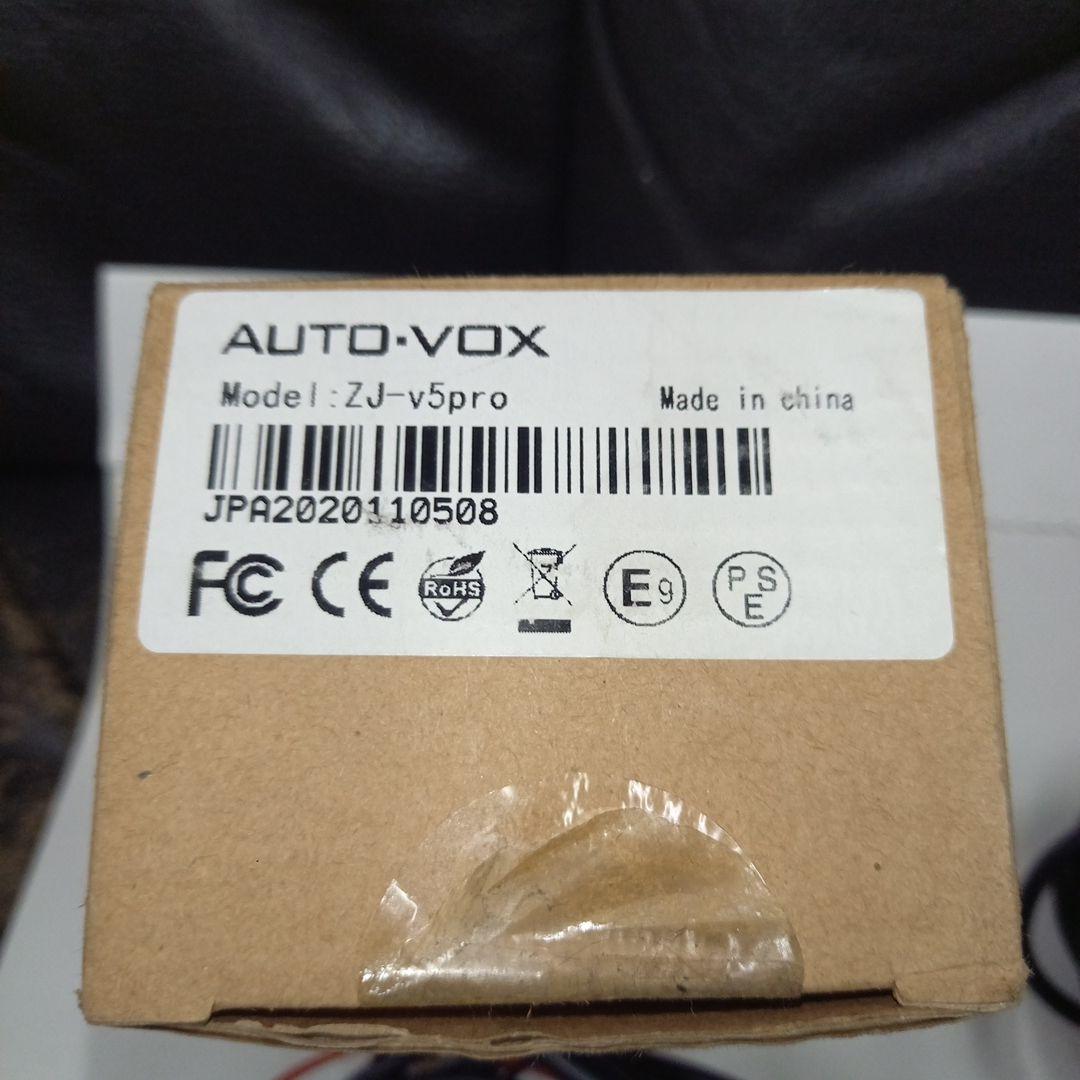 AUTO·VOX
Model:ZJ-v5pro
Made in china
JPA2020110508
FC CE RoHS E9 PSE